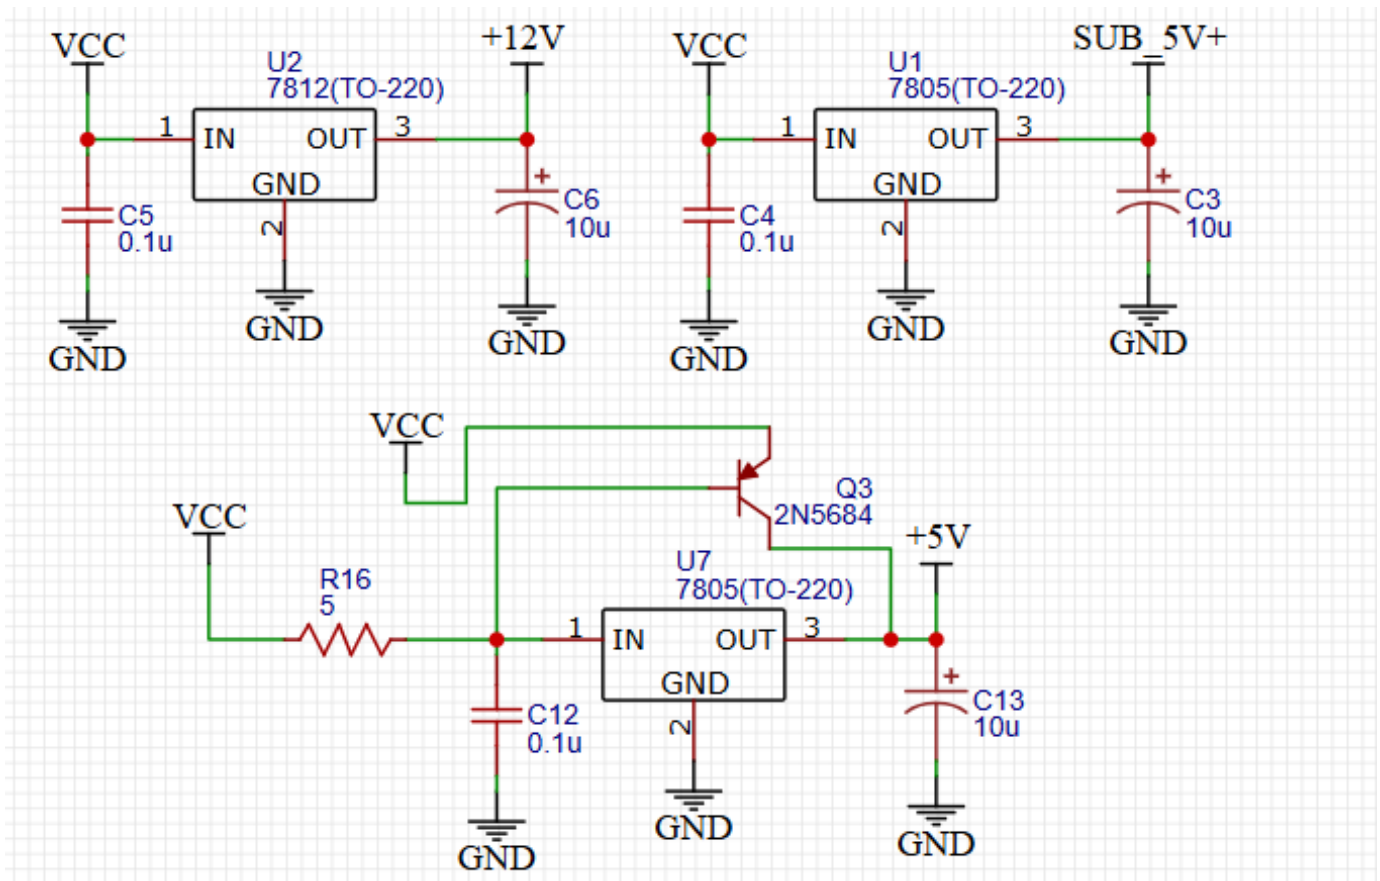 VCC
U2
7812(TO-220)
+12V
1
IN
OUT
3
GND
2
C5
0.1u
+
C6
10u
GND
GND
GND
VCC
U1
7805(TO-220)
SUB_5V+
1
IN
OUT
3
GND
2
C4
0.1u
+
C3
10u
GND
GND
GND
VCC
Q3
2N5684
VCC
+5V
R16
5
U7
7805(TO-220)
1
IN
OUT
3
GND
2
C12
0.1u
+
C13
10u
GND
GND
GND